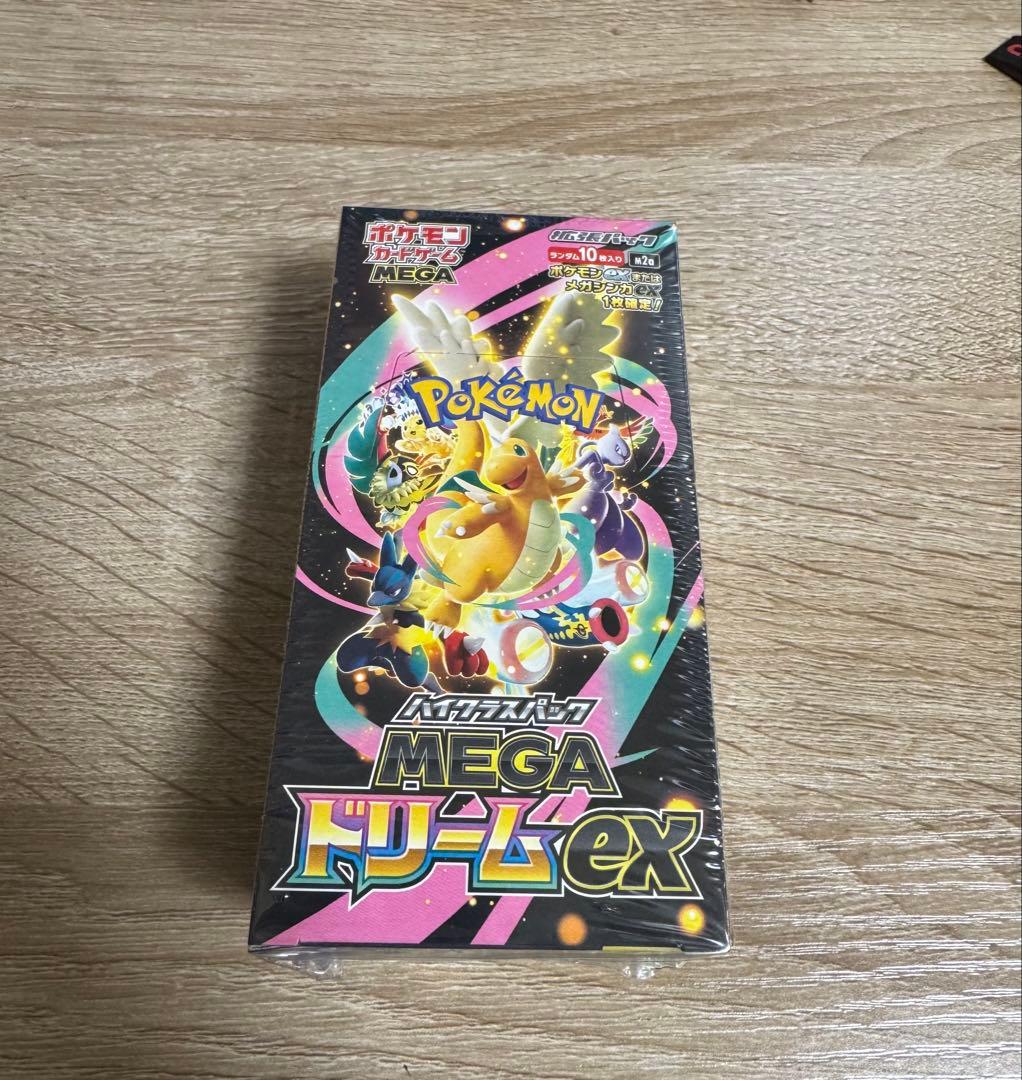 ポケモン
カードゲーム
MEGA
拡張パック
ランダム10枚入り M2a
ポケモンexまたは
メガシンカex
1枚確定!
POKéMON
ハイクラスパック
MEGA
ドリームex